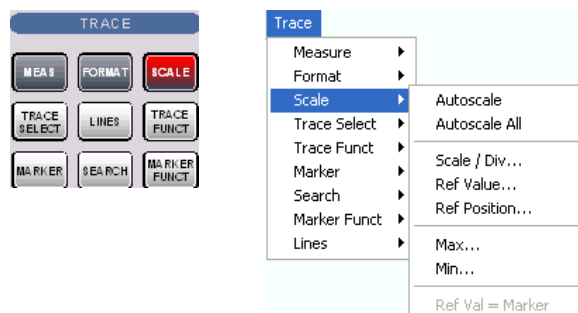 TRACE
MEAS
FORMAT
SCALE
TRACE
SELECT
LINES
TRACE
FUNCT
MARKER
SEARCH
MARKER
FUNCT
Trace
Measure
Format
Scale
Trace Select
Trace Funct
Marker
Search
Marker Funct
Lines
Autoscale
Autoscale All
Scale / Div...
Ref Value...
Ref Position...
Max...
Min...
Ref Val = Marker